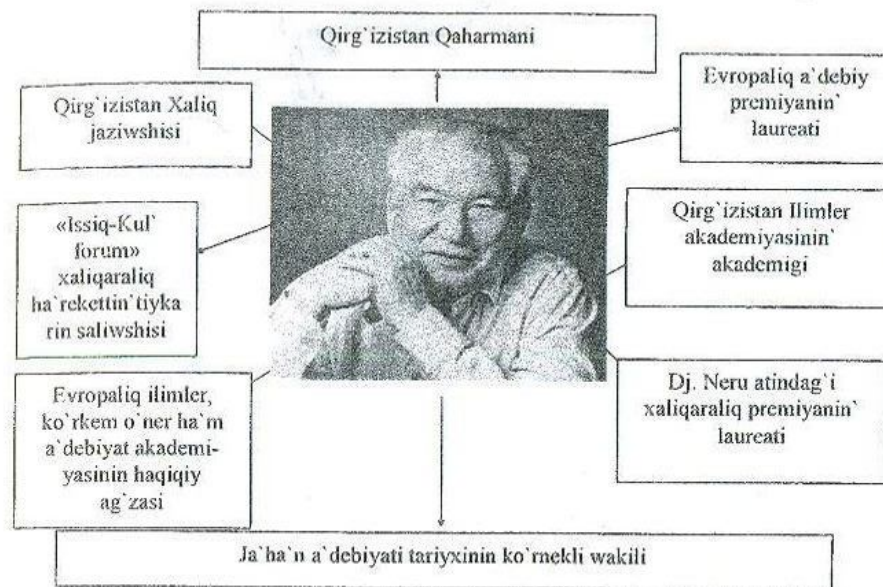 Qirg`izistan Qaharmani
Qirg`izistan Xaliq
jaziwshisi
Evropaliq a`debiy
premiyanin`
laureati
«Issiq-Kul`
forum»
xaliqaraliq
ha`rekettin`tiyka
rin saliwshisi
Qirg`izistan Ilimler
akademiyasinin`
akademigi
Evropaliq ilimler,
ko`rkem o`ner ha`m
a`debiyat akademi-
yasinin haqiqiy
ag`zasi
Dj. Neru atindag`i
xaliqaraliq premiyanin`
laureati
Ja`ha`n a`debiyati tariyxinin ko`rnekli wakili